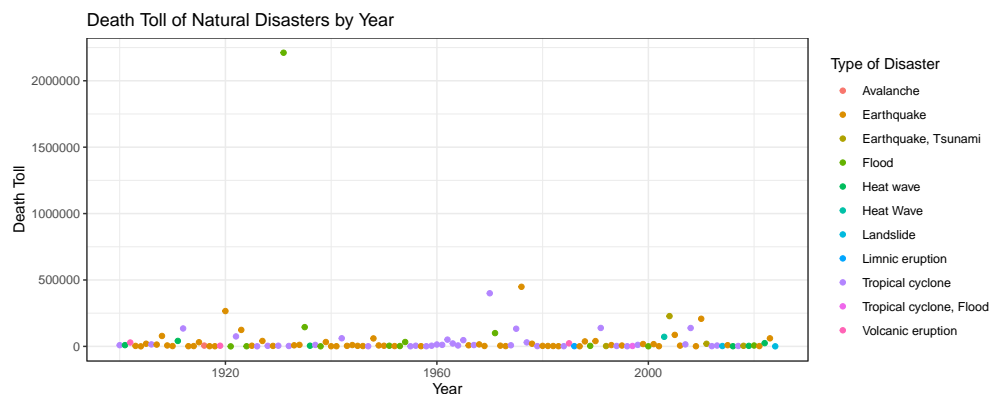 Death Toll of Natural Disasters by Year
2000000
1500000
1000000
500000
0
Death Toll
1920
1960
2000
Year
Type of Disaster
Avalanche
Earthquake
Earthquake, Tsunami
Flood
Heat wave
Heat Wave
Landslide
Limnic eruption
Tropical cyclone
Tropical cyclone, Flood
Volcanic eruption